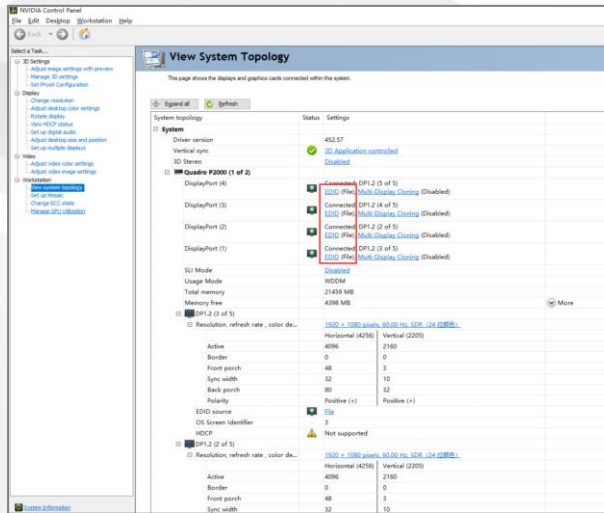 NVIDIA Control Panel
File Edit Desktop Workstation Help
Back
Select a Task...
3D Settings
Adjust image settings with preview
Manage 3D settings
Set PhysX Configuration
Display
Change resolution
Adjust desktop color settings
Rotate display
View HDCP status
Set up digital audio
Adjust desktop size and position
Set up multiple displays
Video
Adjust video color settings
Adjust video image settings
Workstation
View system topology
Set up Mosaic
Change ECC state
Manage GPU Utilization
System Information
View System Topology
This page shows the displays and graphics cards connected within this system.
Expand all Refresh
System topology Status Settings
System
Driver version 452.57
Vertical sync 3D Application controlled
3D Stereo Disabled
Quadro P2000 (1 of 2)
DisplayPort (4) Connected, DP1.2 (5 of 5)
EDID (File), Multi-Display Cloning (Disabled)
DisplayPort (3) Connected, DP1.2 (4 of 5)
EDID (File), Multi-Display Cloning (Disabled)
DisplayPort (2) Connected, DP1.2 (2 of 5)
EDID (File), Multi-Display Cloning (Disabled)
DisplayPort (1) Connected, DP1.2 (3 of 5)
EDID (File), Multi-Display Cloning (Disabled)
SLI Mode Disabled
Usage Mode WDDM
Total memory 21459 MB
Memory free 4398 MB
More
DP1.2 (3 of 5)
Resolution, refresh rate , color de... 1920 × 1080 pixels, 60.00 Hz, SDR（24 位颜色）
Horizontal (4256) Vertical (2205)
Active 4096 2160
Border 0 0
Front porch 48 3
Sync width 32 10
Back porch 80 32
Polarity Positive (+) Positive (+)
EDID source File
OS Screen Identifier 3
HDCP Not supported
DP1.2 (2 of 5)
Resolution, refresh rate , color de... 1920 × 1080 pixels, 60.00 Hz, SDR（24 位颜色）
Horizontal (4256) Vertical (2205)
Active 4096 2160
Border 0 0
Front porch 48 3
Sync width 32 10